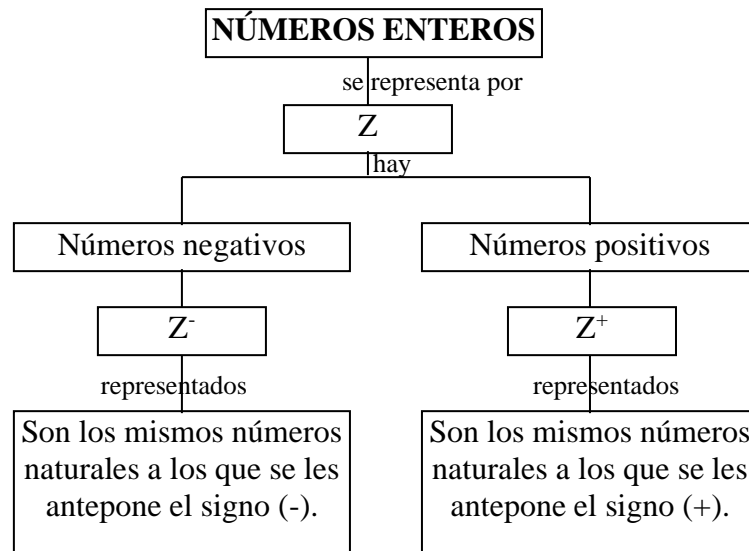 NÚMEROS ENTEROS
se representa por
Z
hay
Números negativos
Números positivos
Z⁻
Z⁺
representados
representados
Son los mismos números
naturales a los que se les
antepone el signo (-).
Son los mismos números
naturales a los que se les
antepone el signo (+).